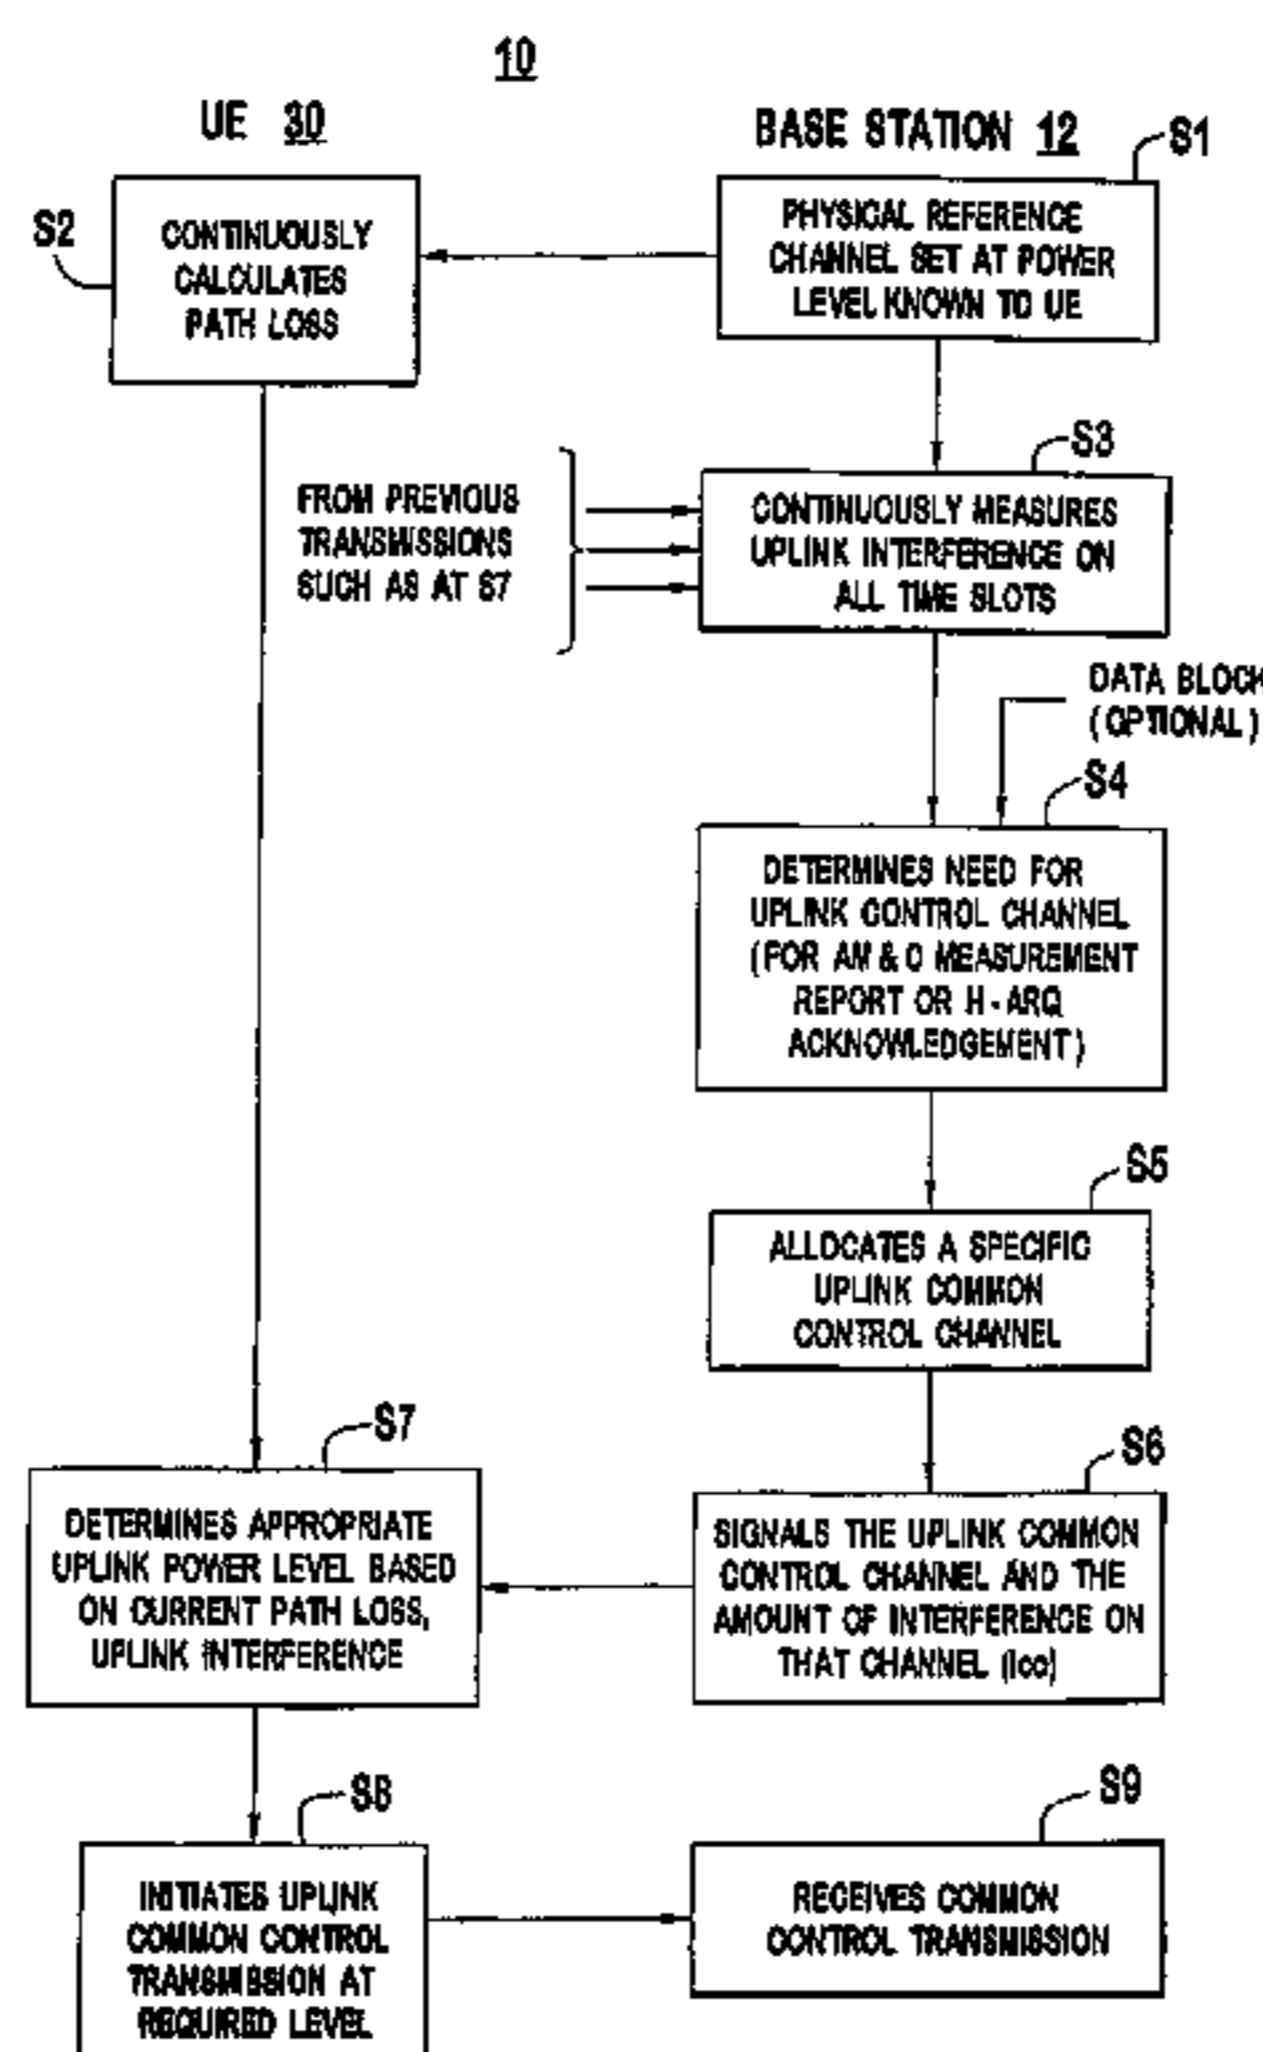 10
UE 30
BASE STATION 12
S1
PHYSICAL REFERENCE
CHANNEL SET AT POWER
LEVEL KNOWN TO UE
S2
CONTINUOUSLY
CALCULATES
PATH LOSS
S3
FROM PREVIOUS
TRANSMISSIONS
SUCH AS AT S7
CONTINUOUSLY MEASURES
UPLINK INTERFERENCE ON
ALL TIME SLOTS
DATA BLOCK
(OPTIONAL)
S4
DETERMINES NEED FOR
UPLINK CONTROL CHANNEL
(FOR AM & C MEASUREMENT
REPORT OR H - ARQ
ACKNOWLEDGEMENT)
S5
ALLOCATES A SPECIFIC
UPLINK COMMON
CONTROL CHANNEL
S7
DETERMINES APPROPRIATE
UPLINK POWER LEVEL BASED
ON CURRENT PATH LOSS,
UPLINK INTERFERENCE
S6
SIGNALS THE UPLINK COMMON
CONTROL CHANNEL AND THE
AMOUNT OF INTERFERENCE ON
THAT CHANNEL (Icc)
S8
INITIATES UPLINK
COMMON CONTROL
TRANSMISSION AT
REQUIRED LEVEL
S9
RECEIVES COMMON
CONTROL TRANSMISSION